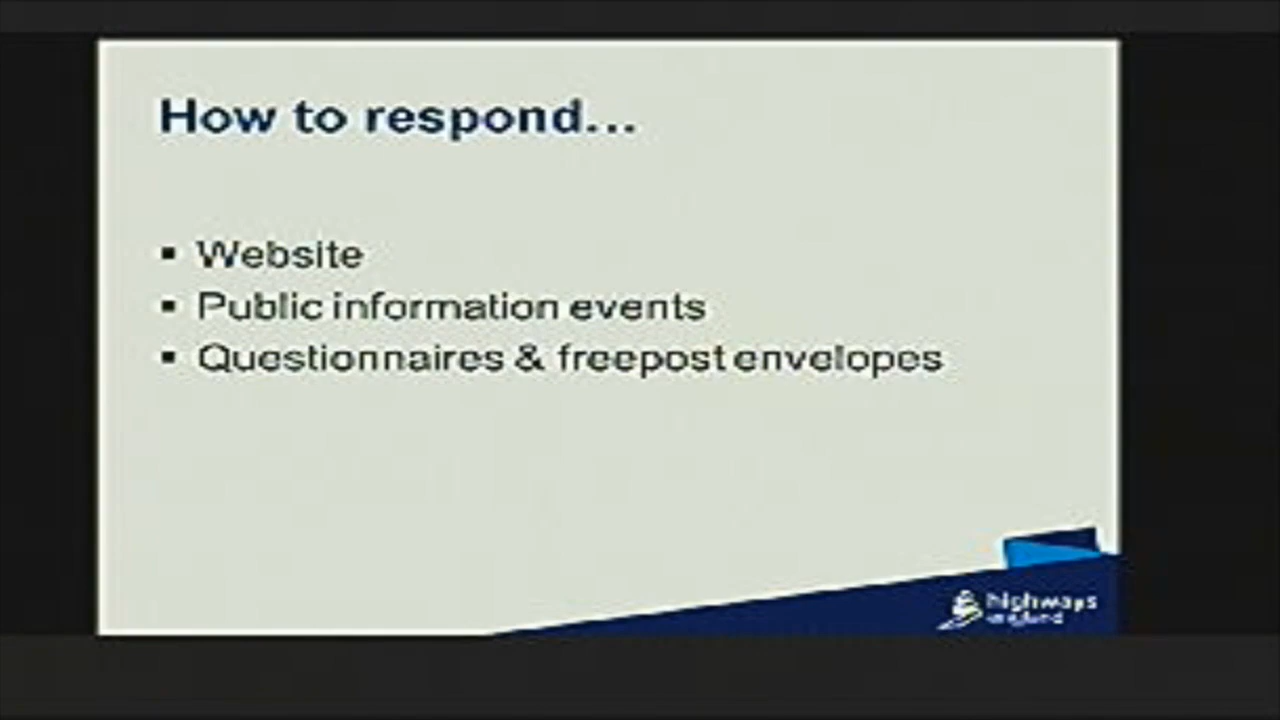 How to respond...
▪ Website
▪ Public information events
▪ Questionnaires & freepost envelopes
highways
england